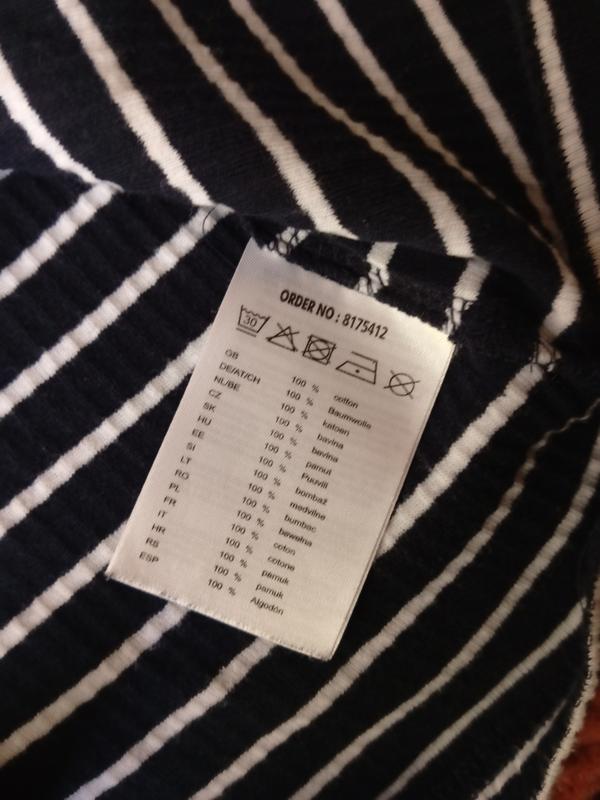 ORDER NO : 8175412
30
GB 100 % cotton
DE/AT/CH 100 % Baumwolle
NL/BE 100 % katoen
CZ 100 % bavlna
SK 100 % bavlna
HU 100 % pamut
EE 100 % Puuvill
SI 100 % bombaž
LT 100 % medvilnė
RO 100 % bumbac
PL 100 % bawełna
FR 100 % coton
IT 100 % cotone
HR 100 % pamuk
RS 100 % pamuk
ESP 100 % Algodón